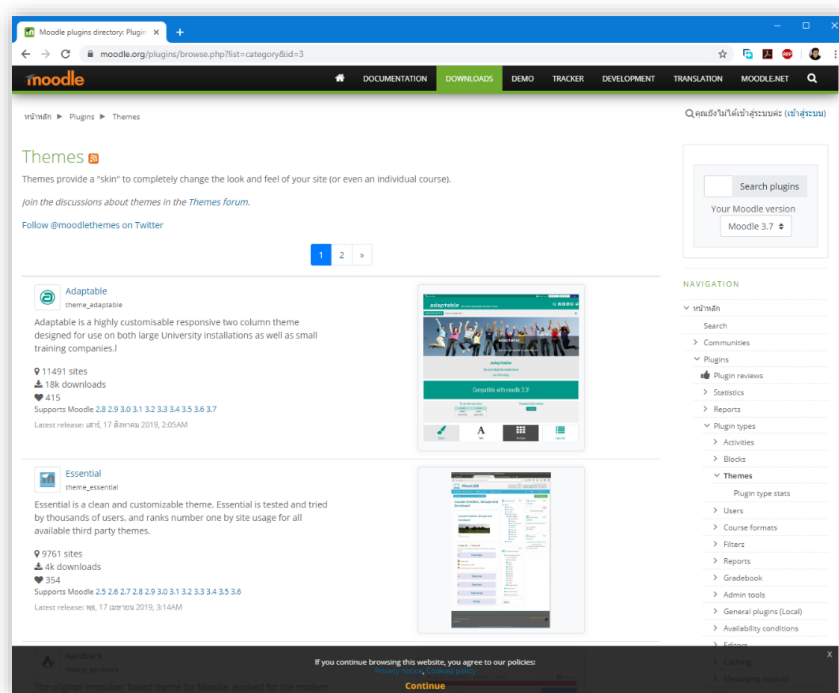 Moodle plugins directory: Plugin
moodle.org/plugins/browse.php?list=category&id=3
moodle
DOCUMENTATION
DOWNLOADS
DEMO
TRACKER
DEVELOPMENT
TRANSLATION
MOODLE.NET
หน้าหลัก ► Plugins ► Themes
คุณยังไม่ได้เข้าสู่ระบบค่ะ (เข้าสู่ระบบ)
Themes
Themes provide a "skin" to completely change the look and feel of your site (or even an individual course).
Join the discussions about themes in the Themes forum.
Follow @moodlethemes on Twitter
1 2 »
Adaptable
theme_adaptable
Adaptable is a highly customisable responsive two column theme
designed for use on both large University installations as well as small
training companies.l
11491 sites
18k downloads
415
Supports Moodle 2.8 2.9 3.0 3.1 3.2 3.3 3.4 3.5 3.6 3.7
Latest release: เสาร์, 17 สิงหาคม 2019, 2:05AM
adaptable
adaptable
Compatible with moodle 3.3!
Essential
theme_essential
Essential is a clean and customizable theme. Essential is tested and tried
by thousands of users, and ranks number one by site usage for all
available third party themes.
9761 sites
4k downloads
354
Supports Moodle 2.5 2.6 2.7 2.8 2.9 3.0 3.1 3.2 3.3 3.4 3.5 3.6
Latest release: พุธ, 17 เมษายน 2019, 3:14AM
Search plugins
Your Moodle version
Moodle 3.7
NAVIGATION
หน้าหลัก
Search
Communities
Plugins
Plugin reviews
Statistics
Reports
Plugin types
Activities
Blocks
Themes
Plugin type stats
Users
Course formats
Filters
Reports
Gradebook
Admin tools
General plugins (Local)
Availability conditions
Editors
Caching
Messaging outputs
If you continue browsing this website, you agree to our policies:
Privacy notice, Cookies policy
Continue
X